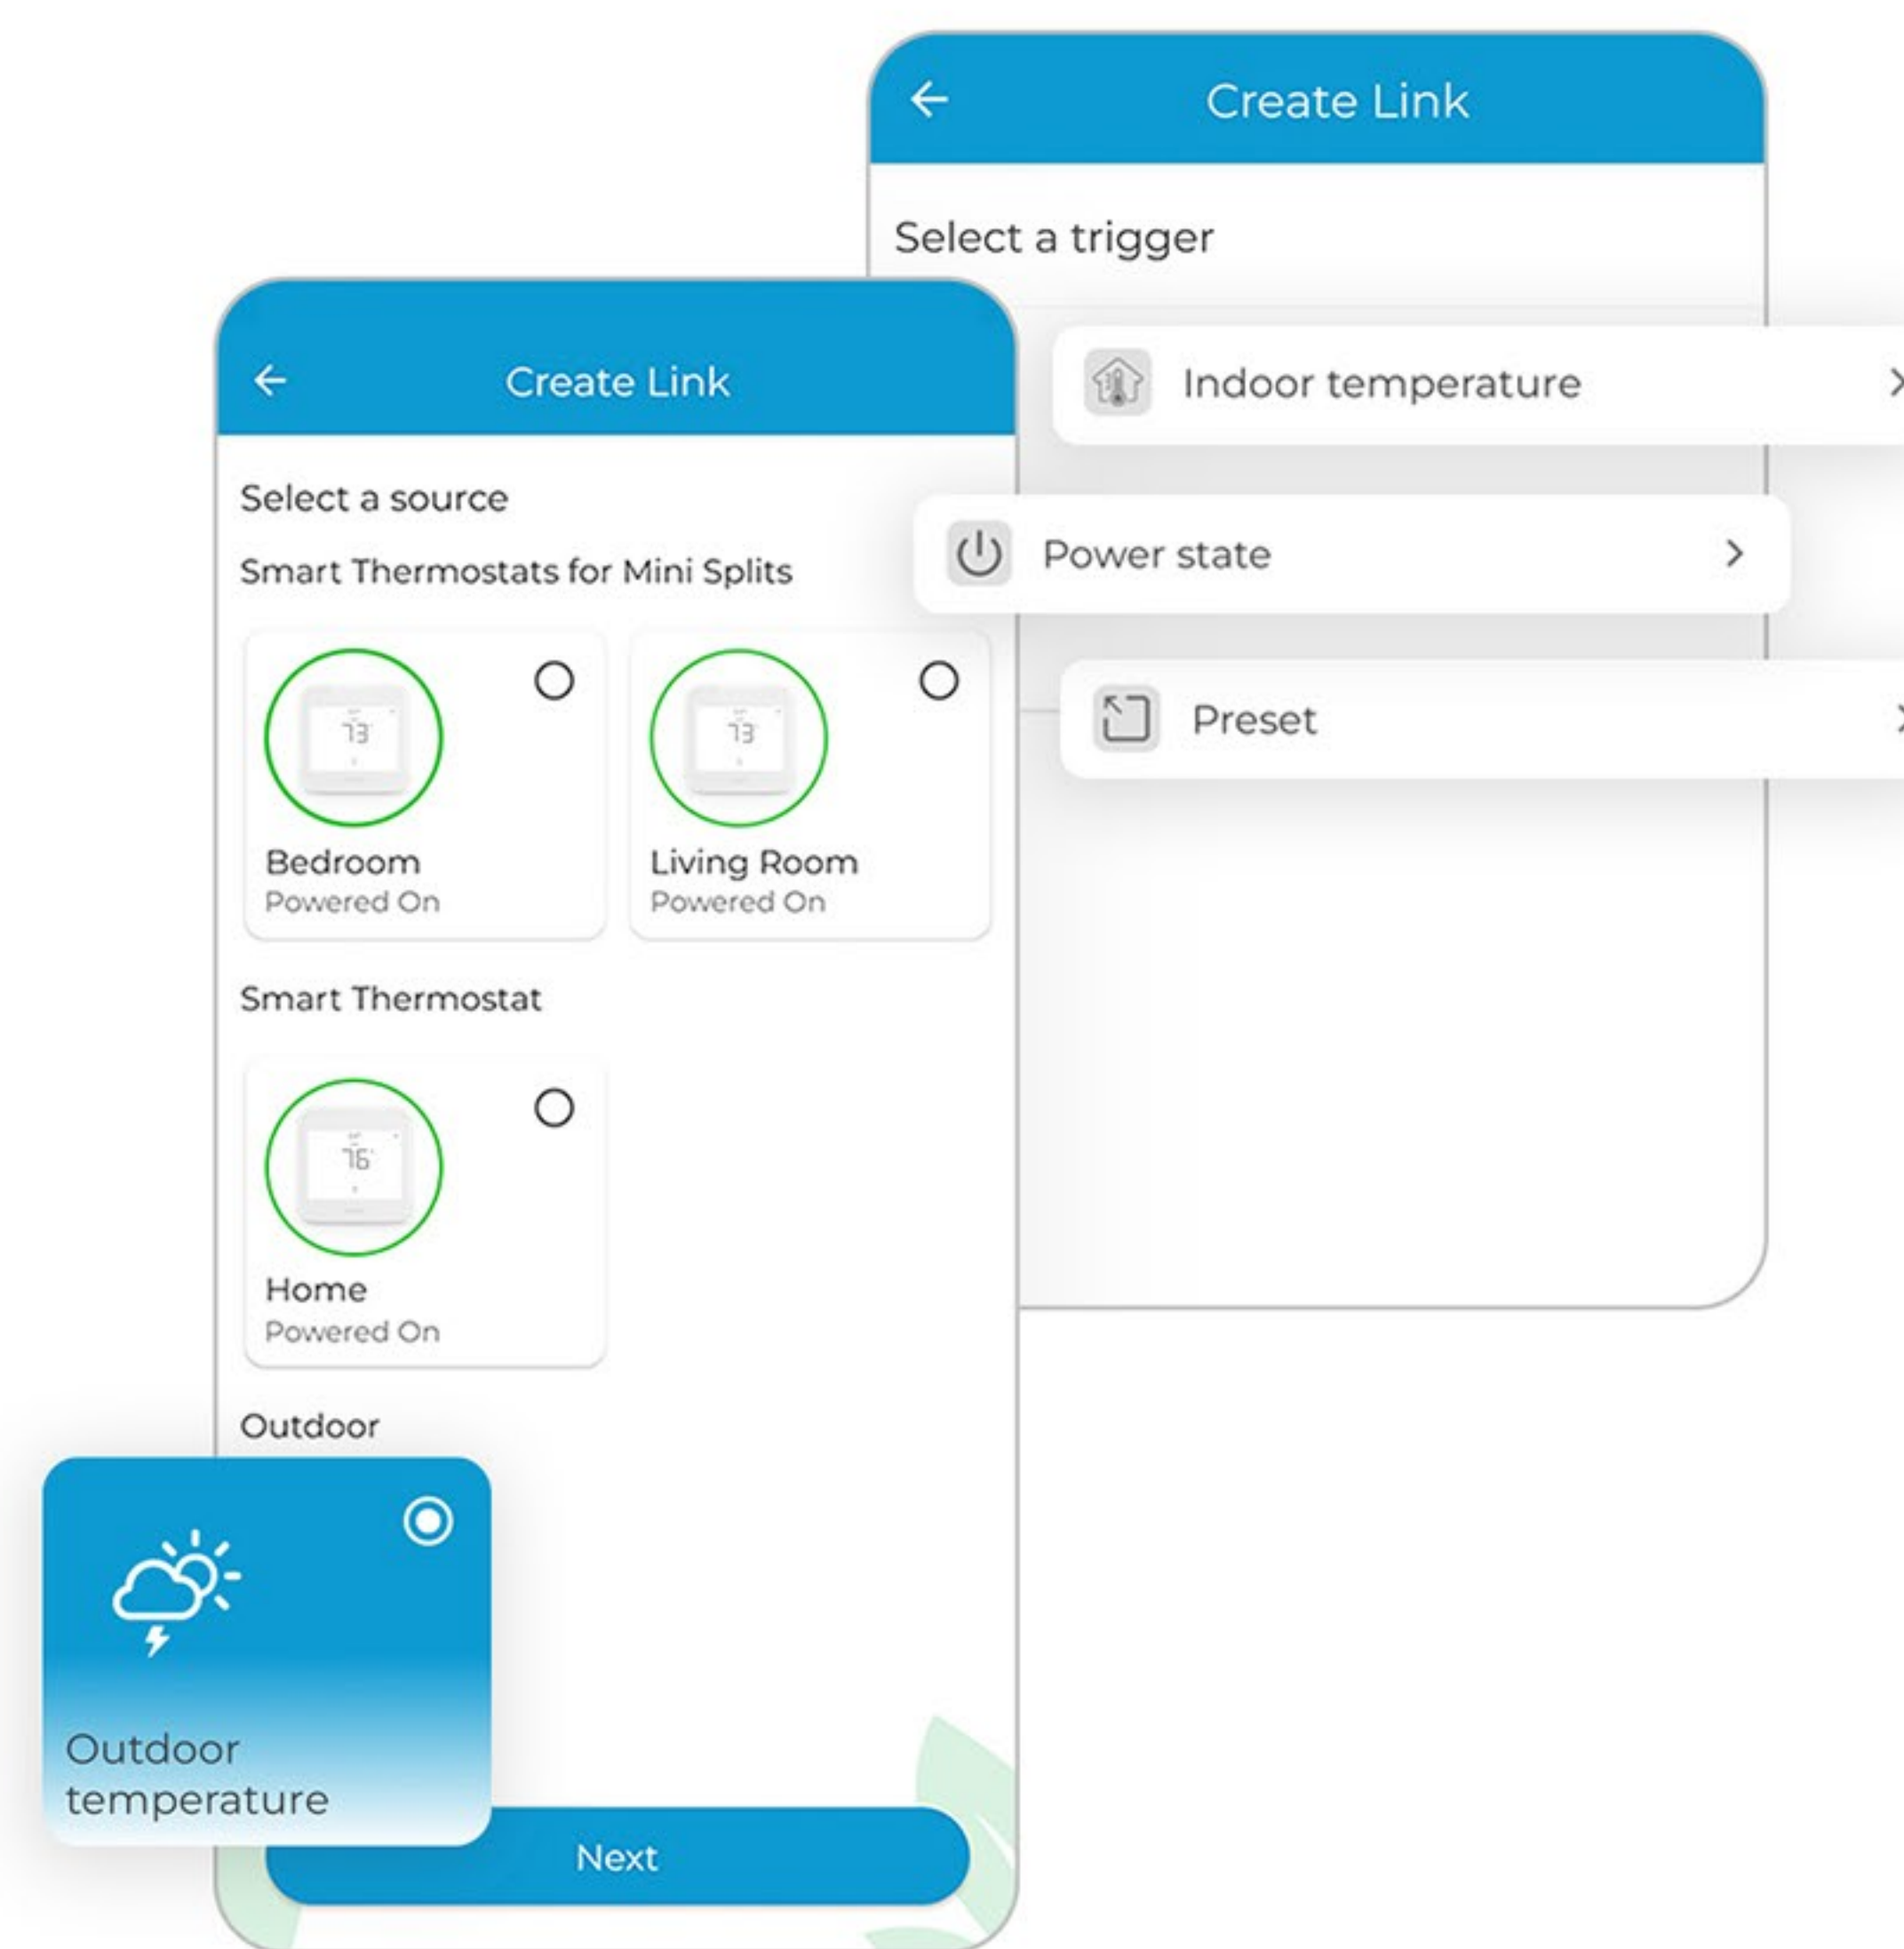 Create Link
Select a trigger
Indoor temperature
Power state
Preset
Create Link
Select a source
Smart Thermostats for Mini Splits
73
73
Bedroom
Powered On
Living Room
Powered On
Smart Thermostat
76
Home
Powered On
Outdoor
Outdoor
temperature
Next